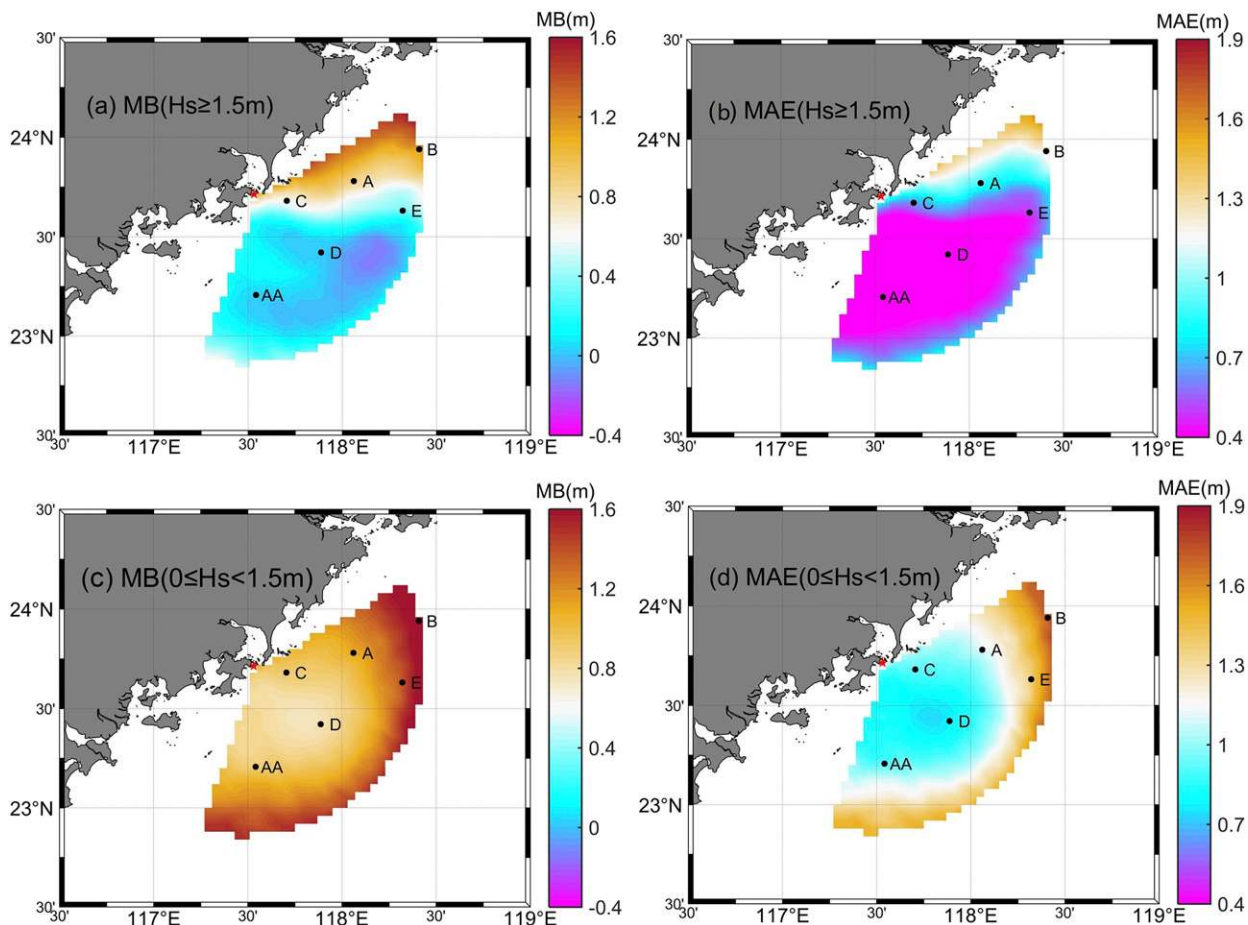 MB(m)
30'
24°N
30'
23°N
30'
30'
117°E
30'
118°E
30'
119°E
(a) MB(Hs≥1.5m)
A
B
C
D
E
AA
1.6
1.2
0.8
0.4
0
-0.4
MAE(m)
30'
24°N
30'
23°N
30'
30'
117°E
30'
118°E
30'
119°E
(b) MAE(Hs≥1.5m)
A
B
C
D
E
AA
1.9
1.6
1.3
1
0.7
0.4
MB(m)
30'
24°N
30'
23°N
30'
30'
117°E
30'
118°E
30'
119°E
(c) MB(0≤Hs<1.5m)
A
B
C
D
E
AA
1.6
1.2
0.8
0.4
0
-0.4
MAE(m)
30'
24°N
30'
23°N
30'
30'
117°E
30'
118°E
30'
119°E
(d) MAE(0≤Hs<1.5m)
A
B
C
D
E
AA
1.9
1.6
1.3
1
0.7
0.4